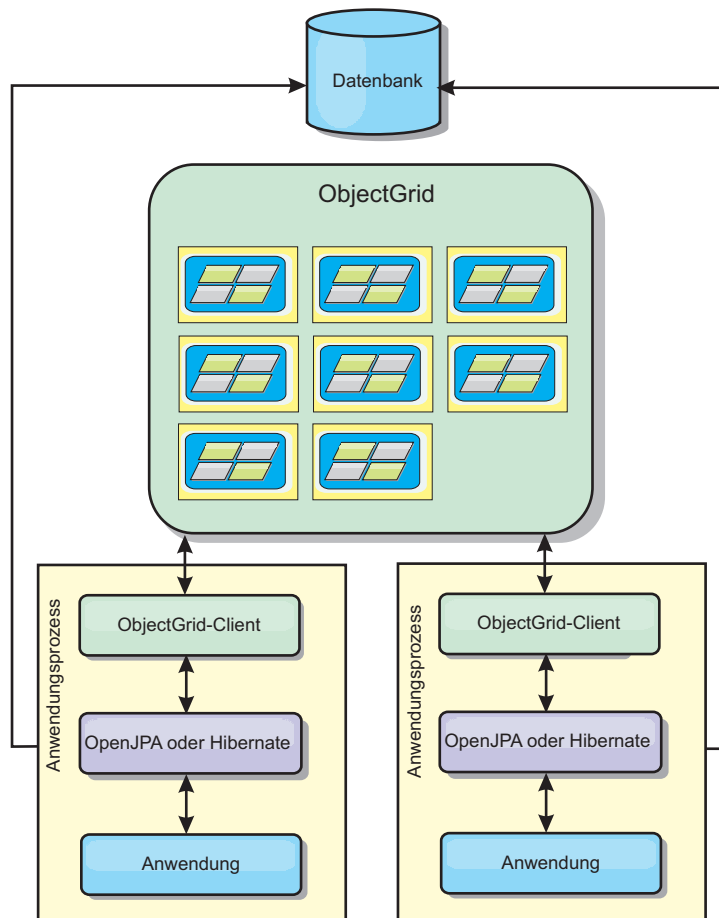 Datenbank
ObjectGrid
Anwendungsprozess
ObjectGrid-Client
OpenJPA oder Hibernate
Anwendung
Anwendungsprozess
ObjectGrid-Client
OpenJPA oder Hibernate
Anwendung